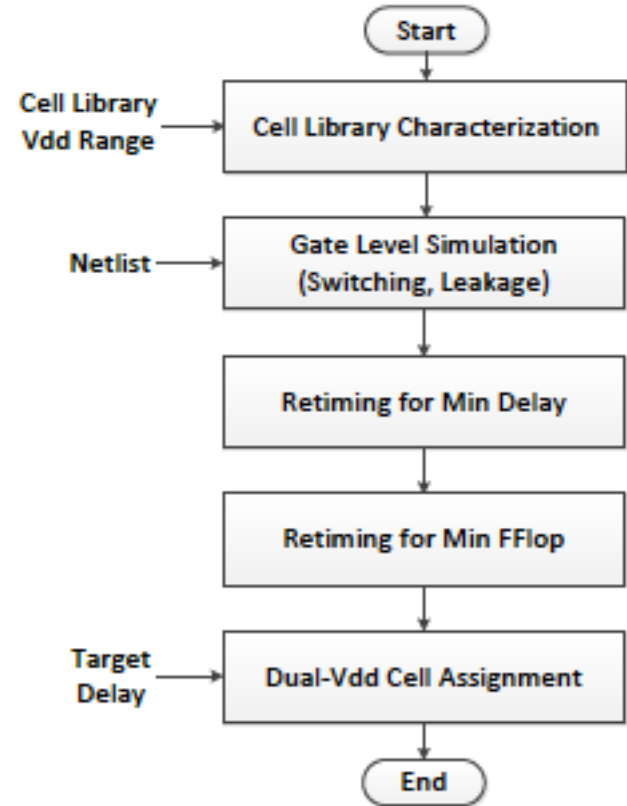 Start
Cell Library
Vdd Range
Cell Library Characterization
Netlist
Gate Level Simulation
(Switching, Leakage)
Retiming for Min Delay
Retiming for Min FFlop
Target
Delay
Dual-Vdd Cell Assignment
End